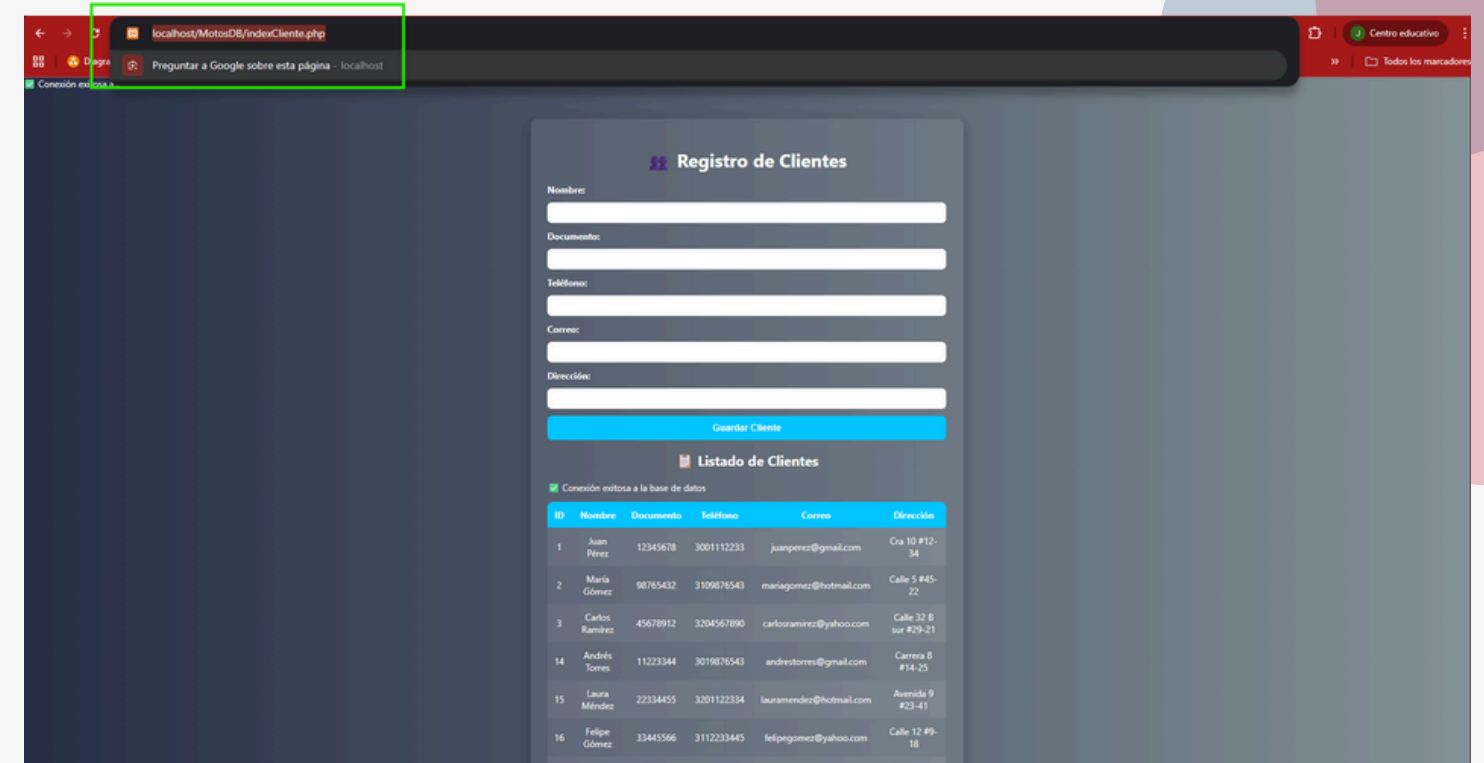 localhost/MotosDB/indexCliente.php
Centro educativo
Diagra
Preguntar a Google sobre esta página - localhost
Todos los marcadores
Conexión exitosa a
Registro de Clientes
Nombre:
Documento:
Teléfono:
Correo:
Dirección:
Guardar Cliente
Listado de Clientes
Conexión exitosa a la base de datos
ID Nombre Documento Teléfono Correo Dirección
1 Juan Pérez 12345678 3001112233 juanperez@gmail.com Cra 10 #12-34
2 María Gómez 98765432 3109876543 mariagomez@hotmail.com Calle 5 #45-22
3 Carlos Ramírez 45678912 3204567890 carlosramirez@yahoo.com Calle 32 B sur #29-21
14 Andrés Torres 11223344 3019876543 andrestorres@gmail.com Carrera 8 #14-25
15 Laura Méndez 22334455 3201122334 lauramendez@hotmail.com Avenida 9 #23-41
16 Felipe Gómez 33445566 3112233445 felipegomez@yahoo.com Calle 12 #9-18